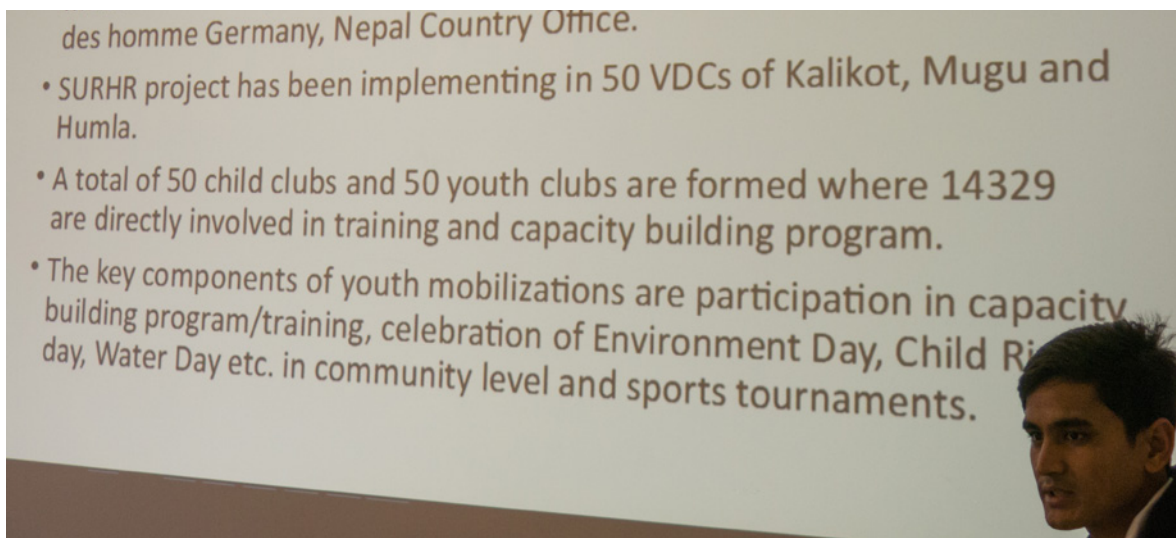 des homme Germany, Nepal Country Office.
• SURHR project has been implementing in 50 VDCs of Kalikot, Mugu and
Humla.
• A total of 50 child clubs and 50 youth clubs are formed where 14329
are directly involved in training and capacity building program.
• The key components of youth mobilizations are participation in capacity
building program/training, celebration of Environment Day, Child
day, Water Day etc. in community level and sports tournaments.